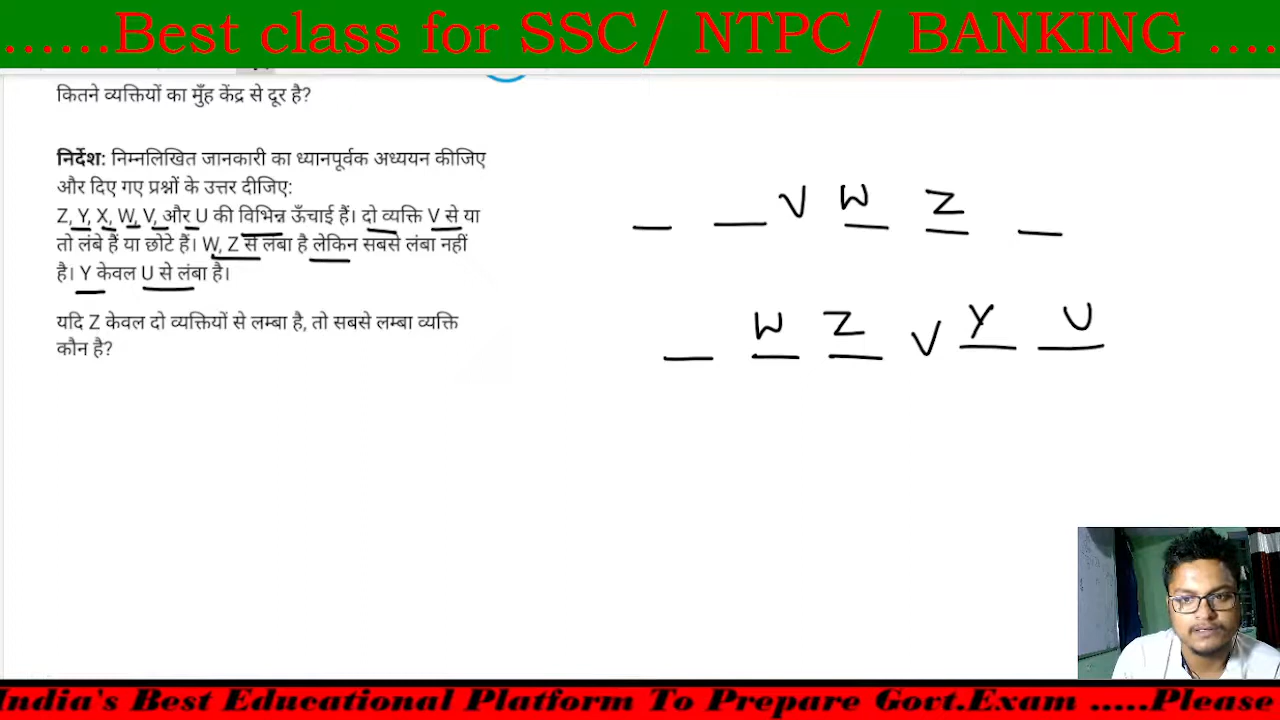 ......Best class for SSC/ NTPC/ BANKING ....
कितने व्यक्तियों का मुँह केंद्र से दूर है?
निर्देश: निम्नलिखित जानकारी का ध्यानपूर्वक अध्ययन कीजिए
और दिए गए प्रश्नों के उत्तर दीजिए:
Z, Y, X, W, V, और U की विभिन्न ऊँचाई हैं। दो व्यक्ति V से या
तो लंबे हैं या छोटे हैं। W, Z से लंबा है लेकिन सबसे लंबा नहीं
है। Y केवल U से लंबा है।
यदि Z केवल दो व्यक्तियों से लम्बा है, तो सबसे लम्बा व्यक्ति
कौन है?
V W Z
W Z V Y U
India's Best Educational Platform To Prepare Govt.Exam .....Please